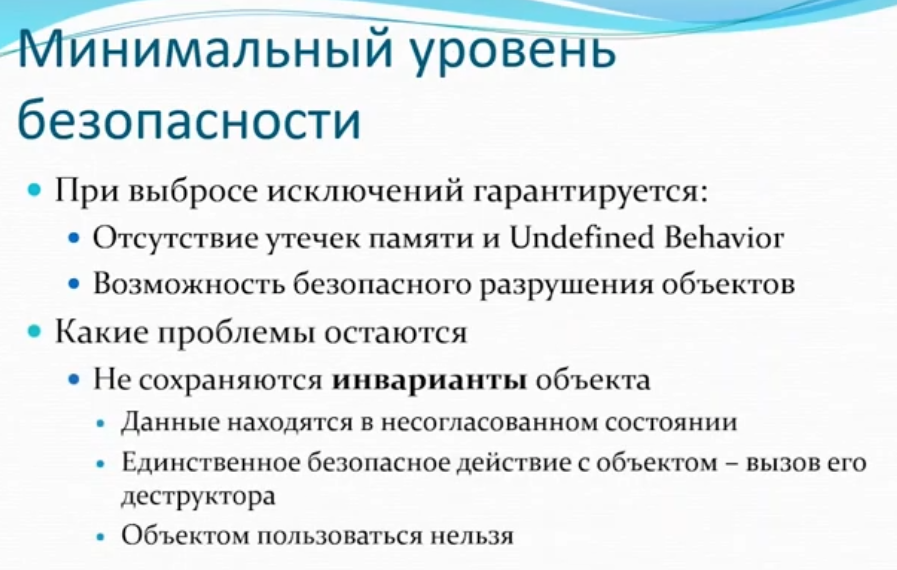 Минимальный уровень
безопасности
При выбросе исключений гарантируется:
Отсутствие утечек памяти и Undefined Behavior
Возможность безопасного разрушения объектов
Какие проблемы остаются
Не сохраняются инварианты объекта
Данные находятся в несогласованном состоянии
Единственное безопасное действие с объектом – вызов его
деструктора
Объектом пользоваться нельзя